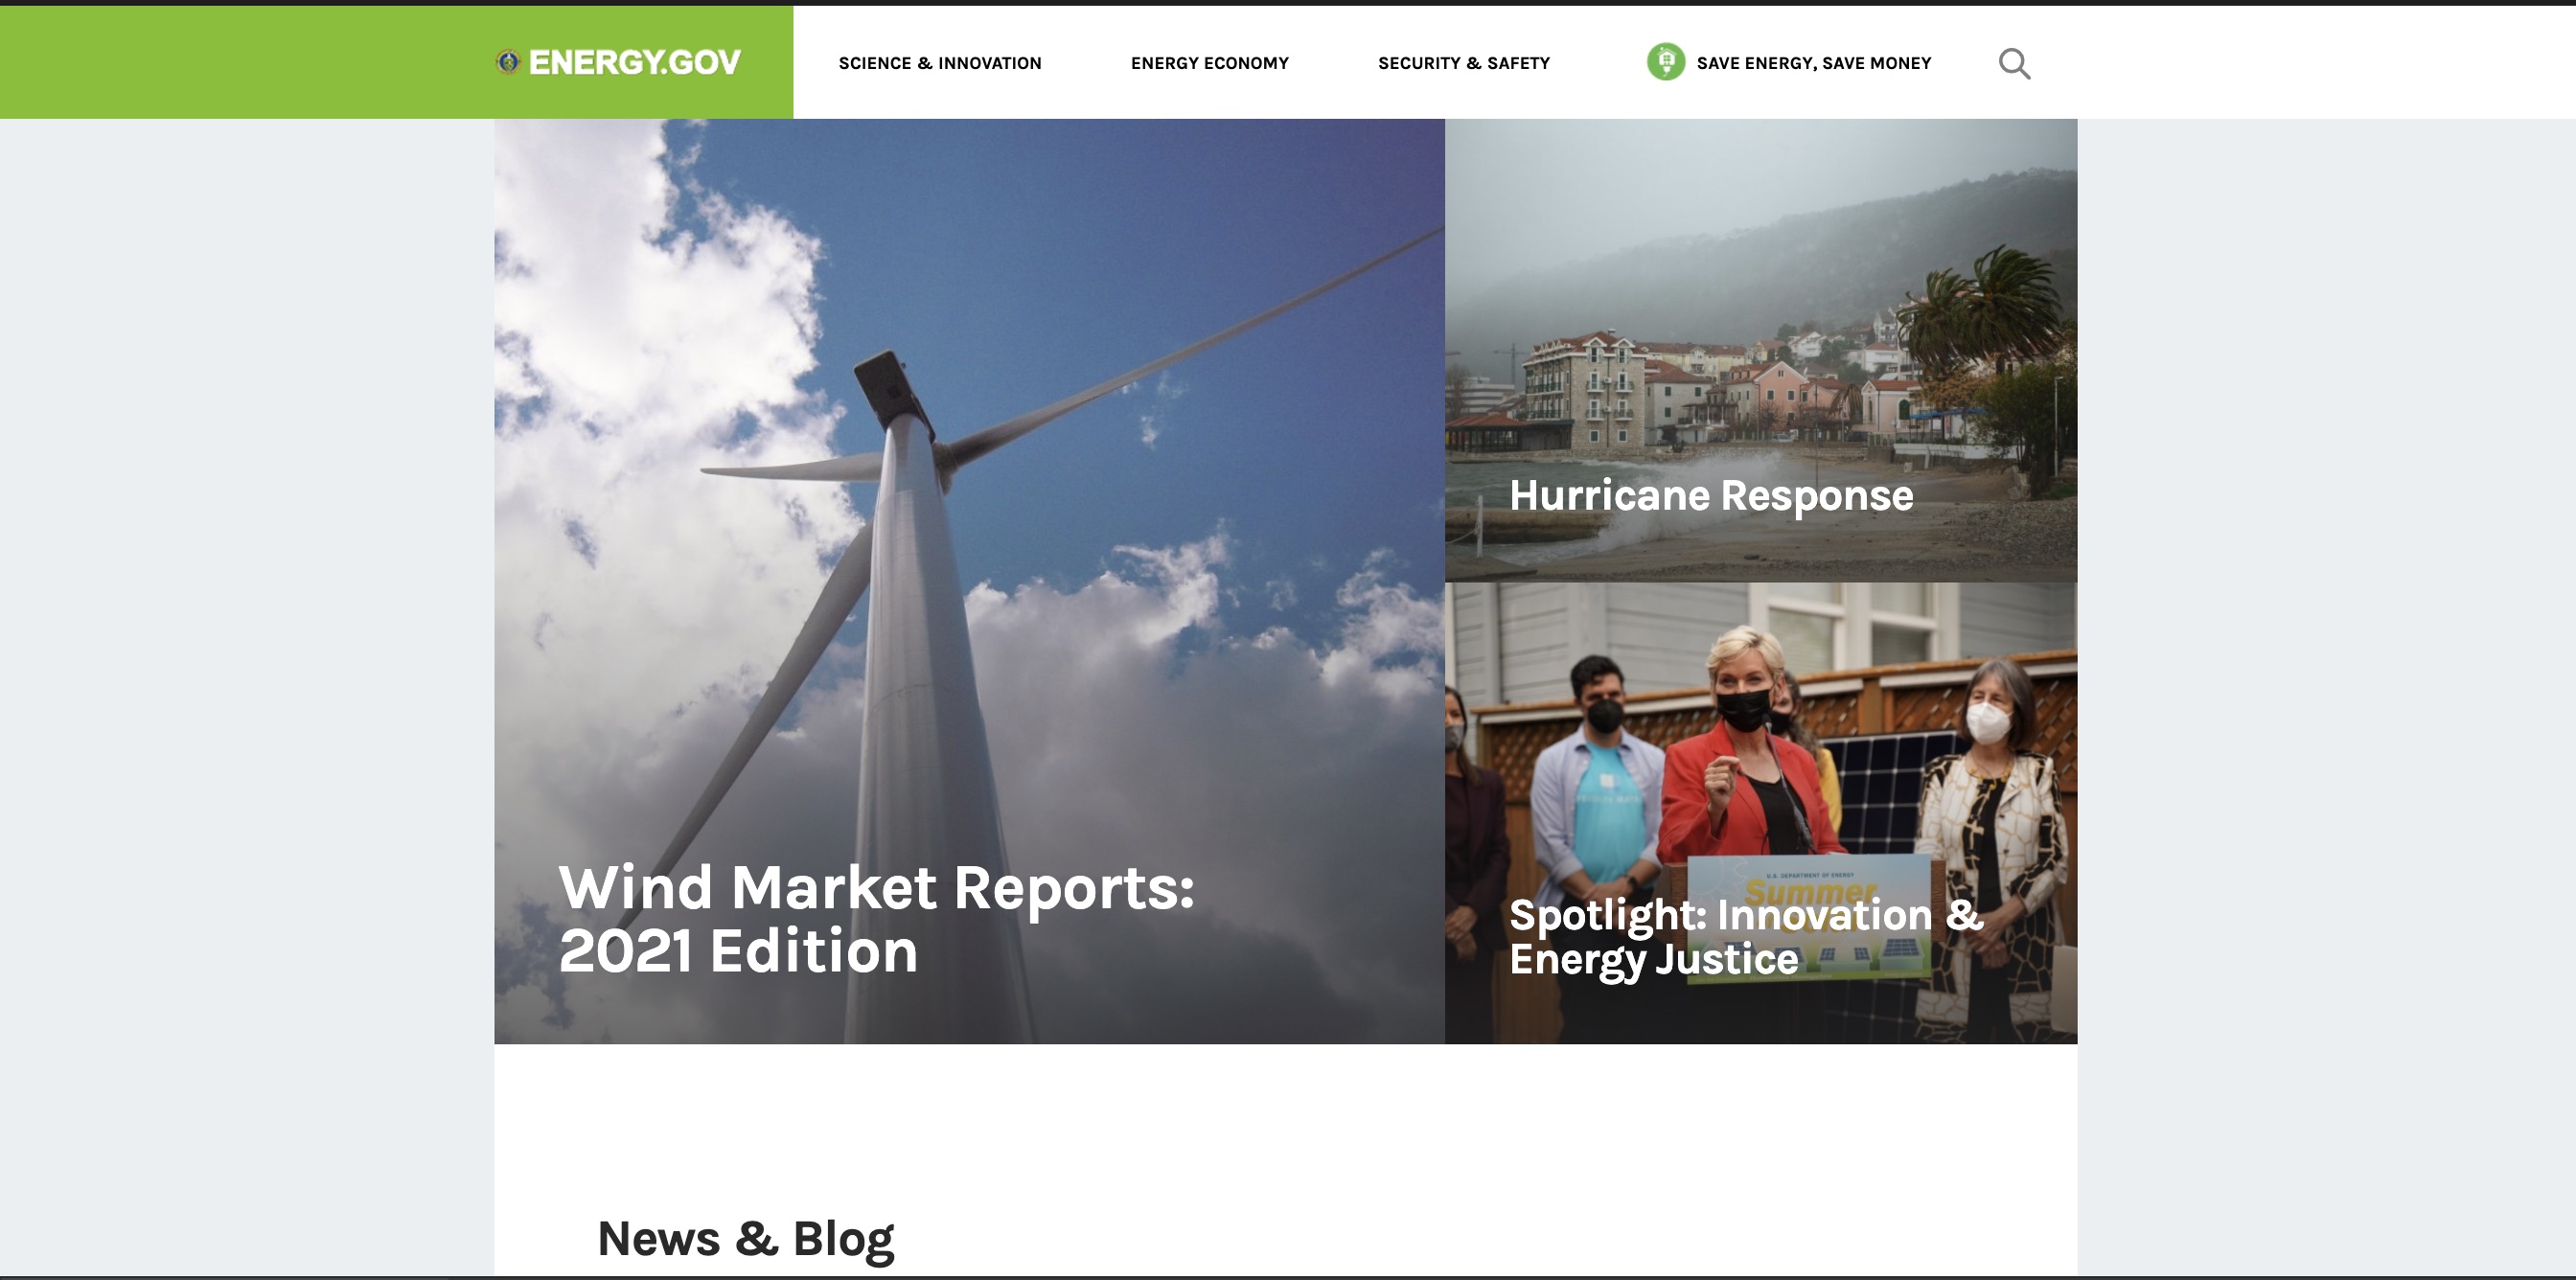 ENERGY.GOV
SCIENCE & INNOVATION
ENERGY ECONOMY
SECURITY & SAFETY
SAVE ENERGY, SAVE MONEY
Wind Market Reports:
2021 Edition
Hurricane Response
U.S. DEPARTMENT OF ENERGY
Summer
Spotlight: Innovation &
Energy Justice
News & Blog